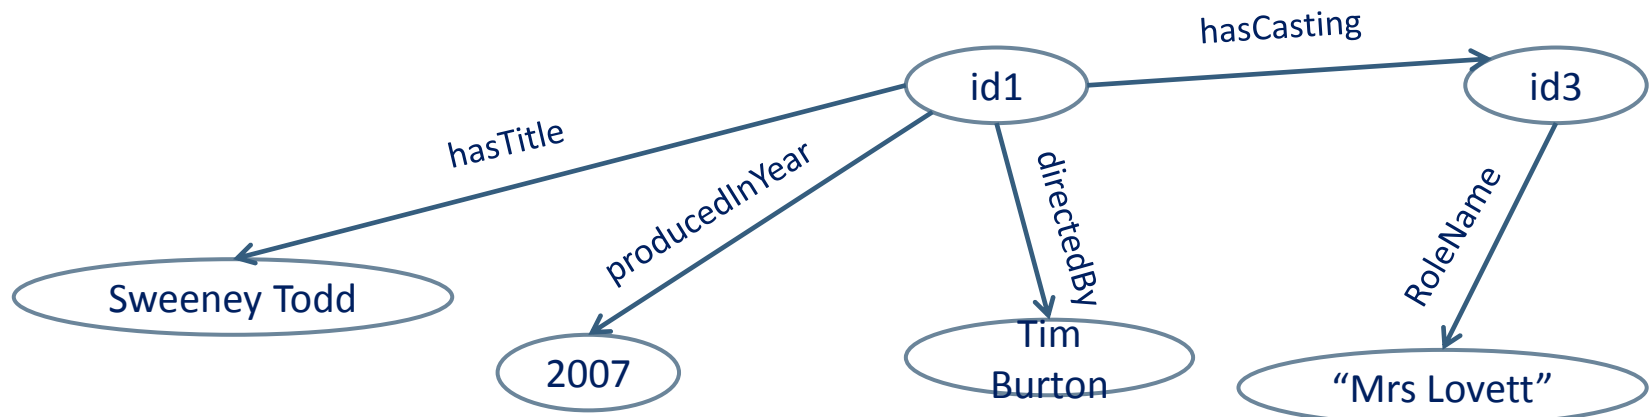 hasCasting
id1
id3
hasTitle
producedInYear
directedBy
RoleName
Sweeney Todd
2007
Tim
Burton
“Mrs Lovett”